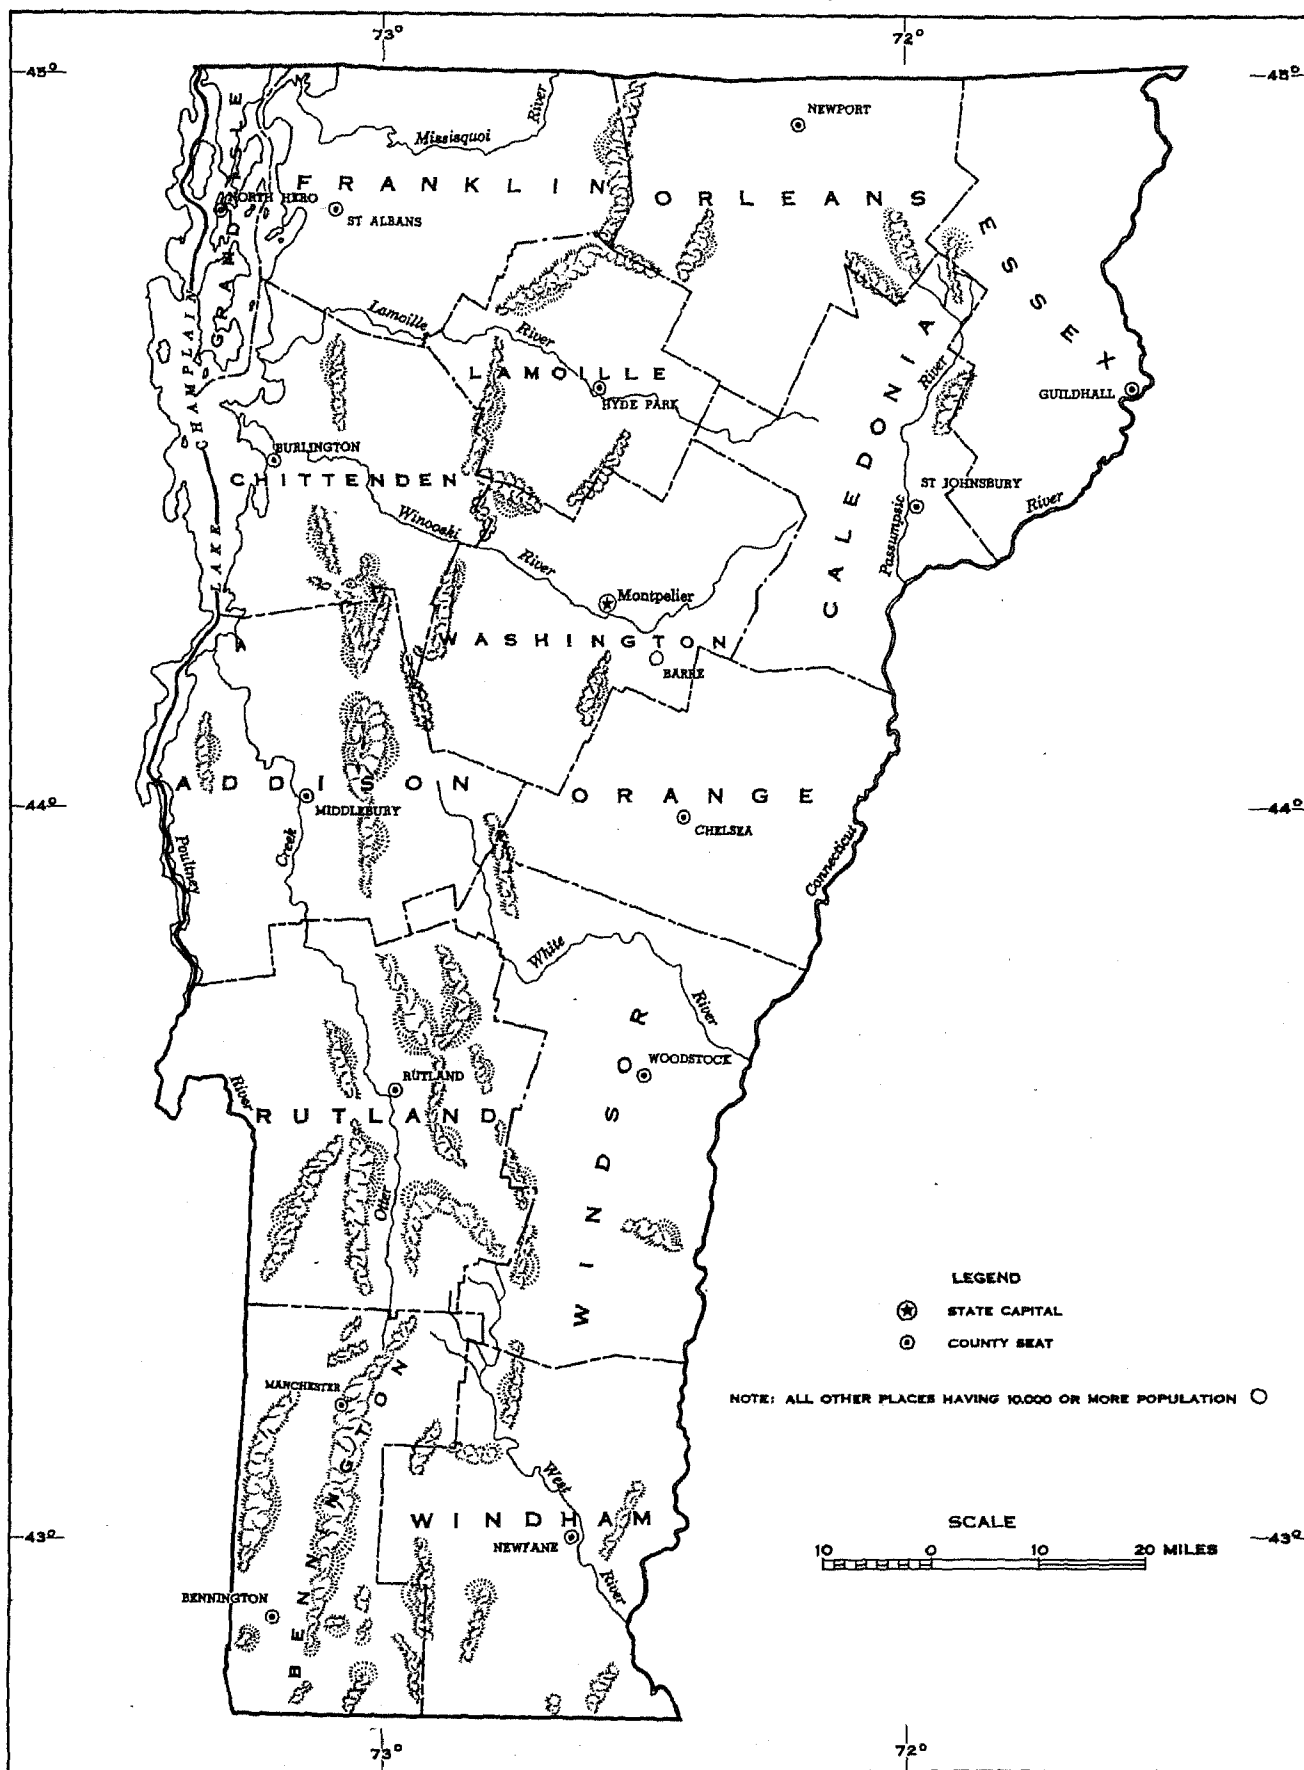 73° 72°
45° 45°
NEWPORT
Missisquoi River
GRAND ISLE
FRANKLIN
ORLEANS
NORTH HERO
ST ALBANS
ESSEX
Lamoille River
LAMOILLE
HYDE PARK
LAKE CHAMPLAIN
GUILDHALL
CALEDONIA
River
BURLINGTON
CHITTENDEN
ST JOHNSBURY
Passumpsic
River
Winooski River
Montpelier
WASHINGTON
BARRE
ADDISON
ORANGE
44° 44°
MIDDLEBURY
CHELSEA
Poultney
Creek
Connecticut
White River
WOODSTOCK
RUTLAND
River
RUTLAND
WINDSOR
Otter
LEGEND
STATE CAPITAL
COUNTY SEAT
MANCHESTER
NOTE: ALL OTHER PLACES HAVING 10.000 OR MORE POPULATION
West River
WINDHAM
NEWFANE
43° 43°
SCALE
10 0 10 20 MILES
BENNINGTON
BENNINGTON
73° 72°